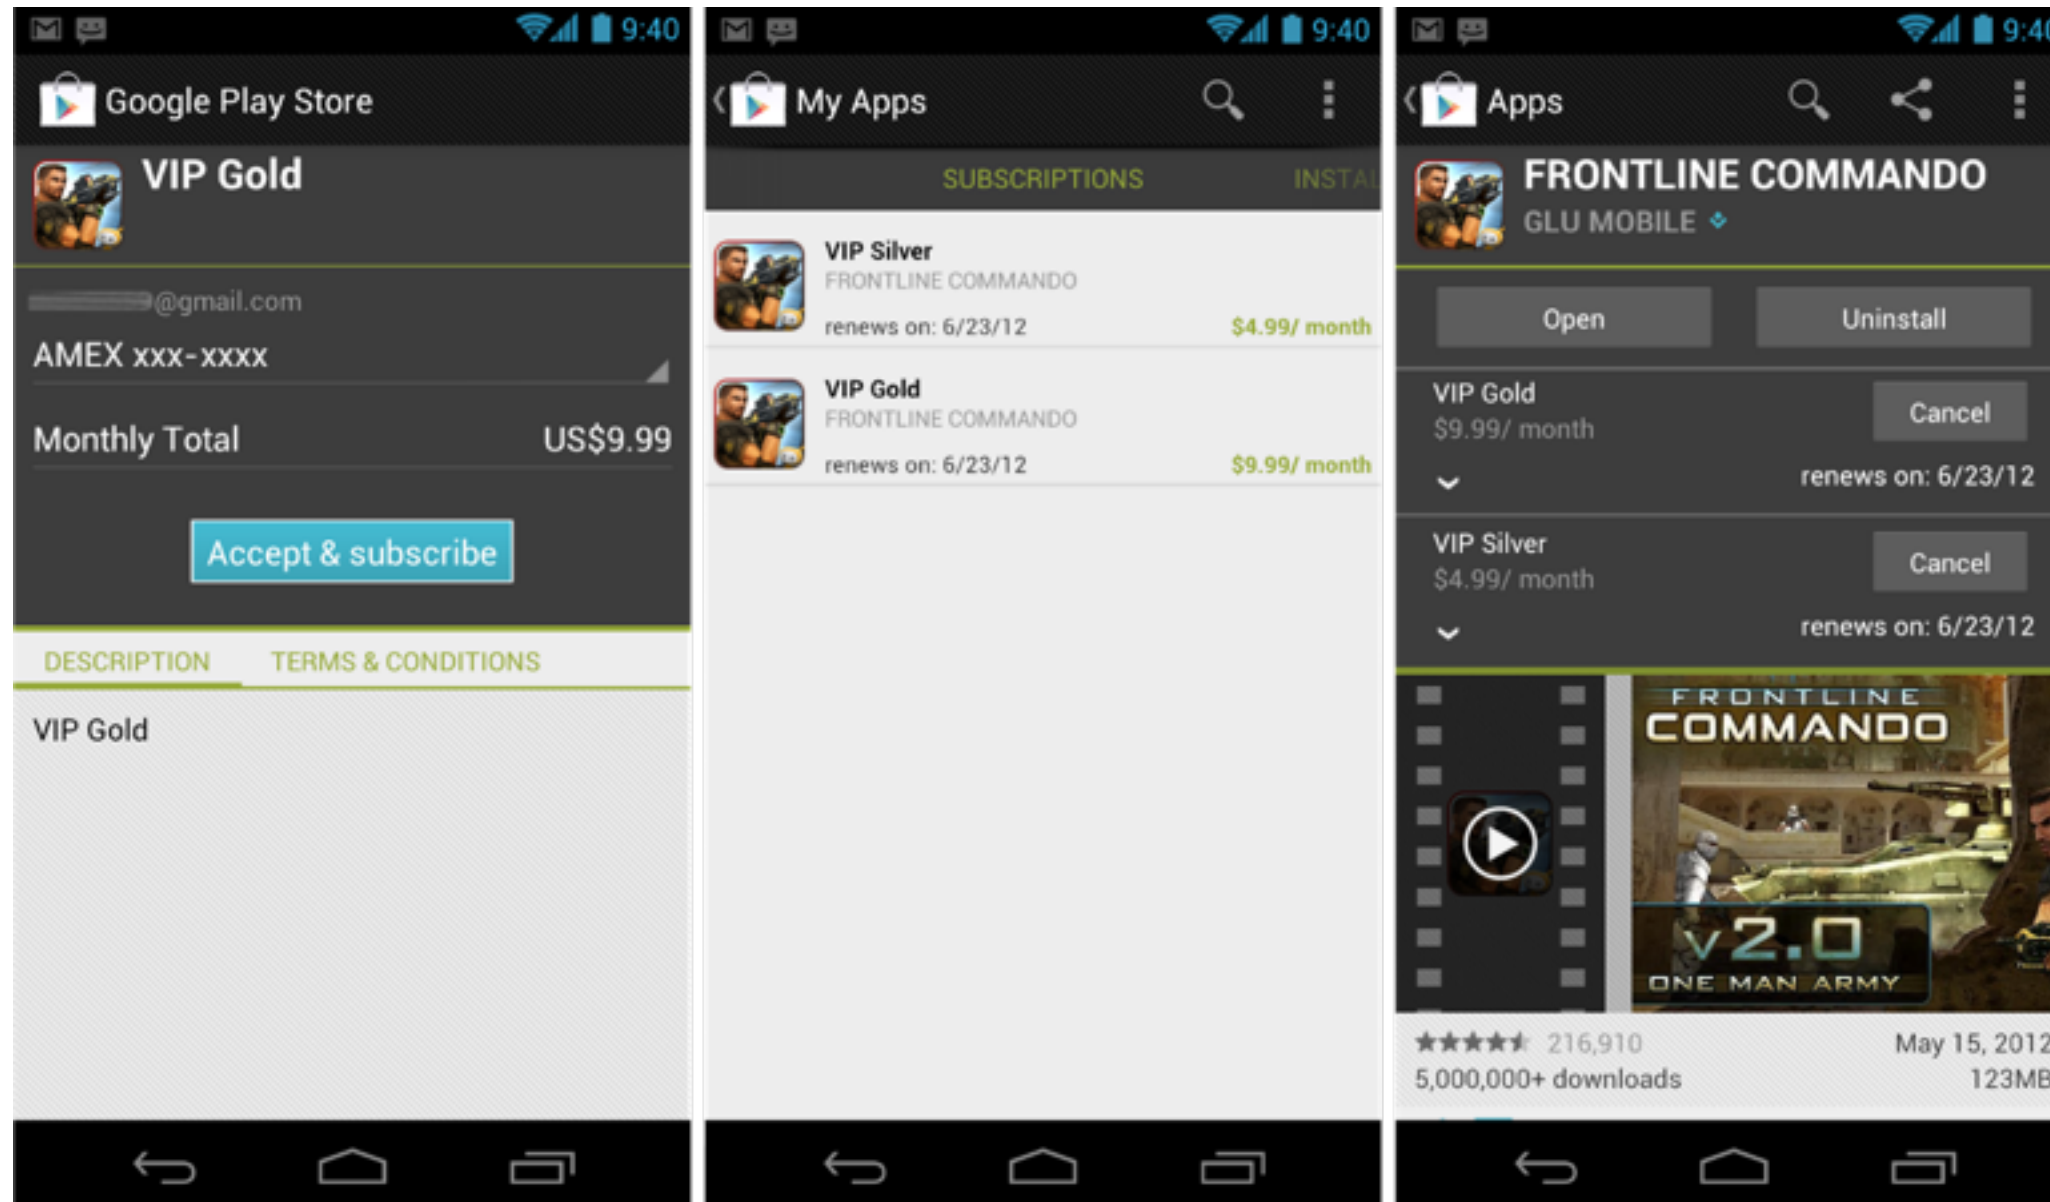 9:40
Google Play Store
VIP Gold
@gmail.com
AMEX xxx-xxxx
Monthly Total US$9.99
Accept & subscribe
DESCRIPTION TERMS & CONDITIONS
VIP Gold
9:40
My Apps
SUBSCRIPTIONS INSTAL
VIP Silver
FRONTLINE COMMANDO
renews on: 6/23/12 $4.99/ month
VIP Gold
FRONTLINE COMMANDO
renews on: 6/23/12 $9.99/ month
9:40
Apps
FRONTLINE COMMANDO
GLU MOBILE
Open Uninstall
VIP Gold
$9.99/ month
Cancel
renews on: 6/23/12
VIP Silver
$4.99/ month
Cancel
renews on: 6/23/12
FRONTLINE
COMMANDO
v2.0
ONE MAN ARMY
216,910 May 15, 2012
5,000,000+ downloads 123MB